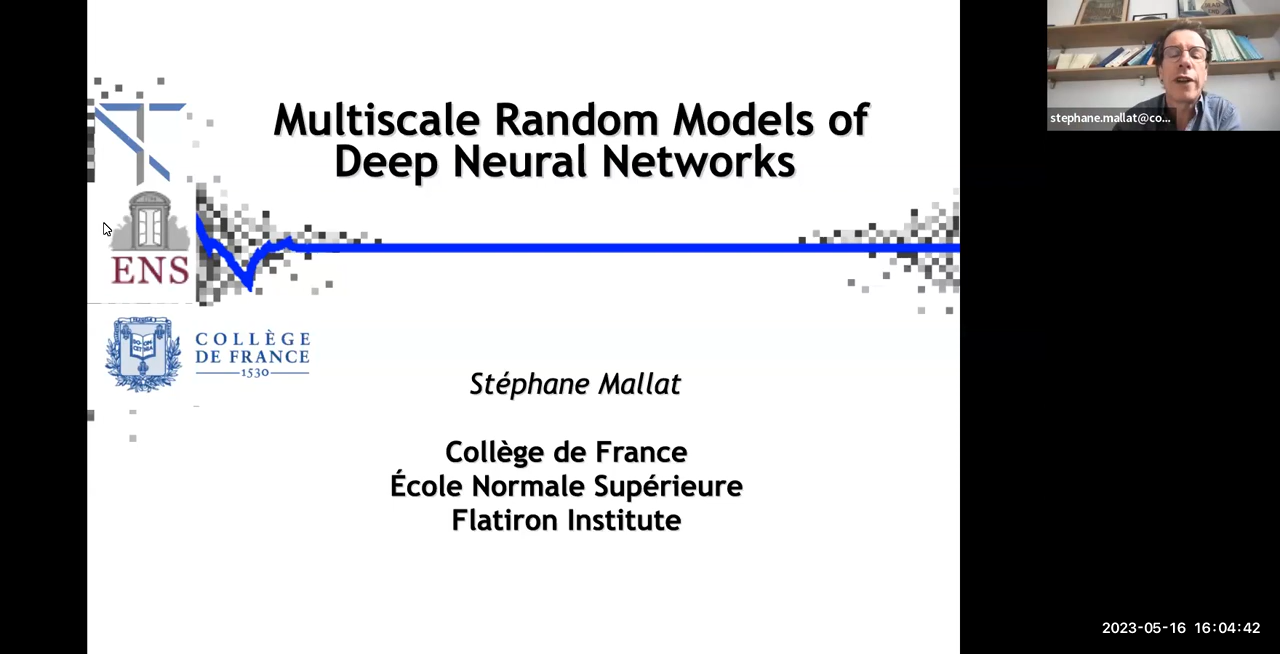 Multiscale Random Models of
Deep Neural Networks
ENS
COLLÈGE
DE FRANCE
1530
Stéphane Mallat
Collège de France
École Normale Supérieure
Flatiron Institute
stephane.mallat@co...
2023-05-16 16:04:42